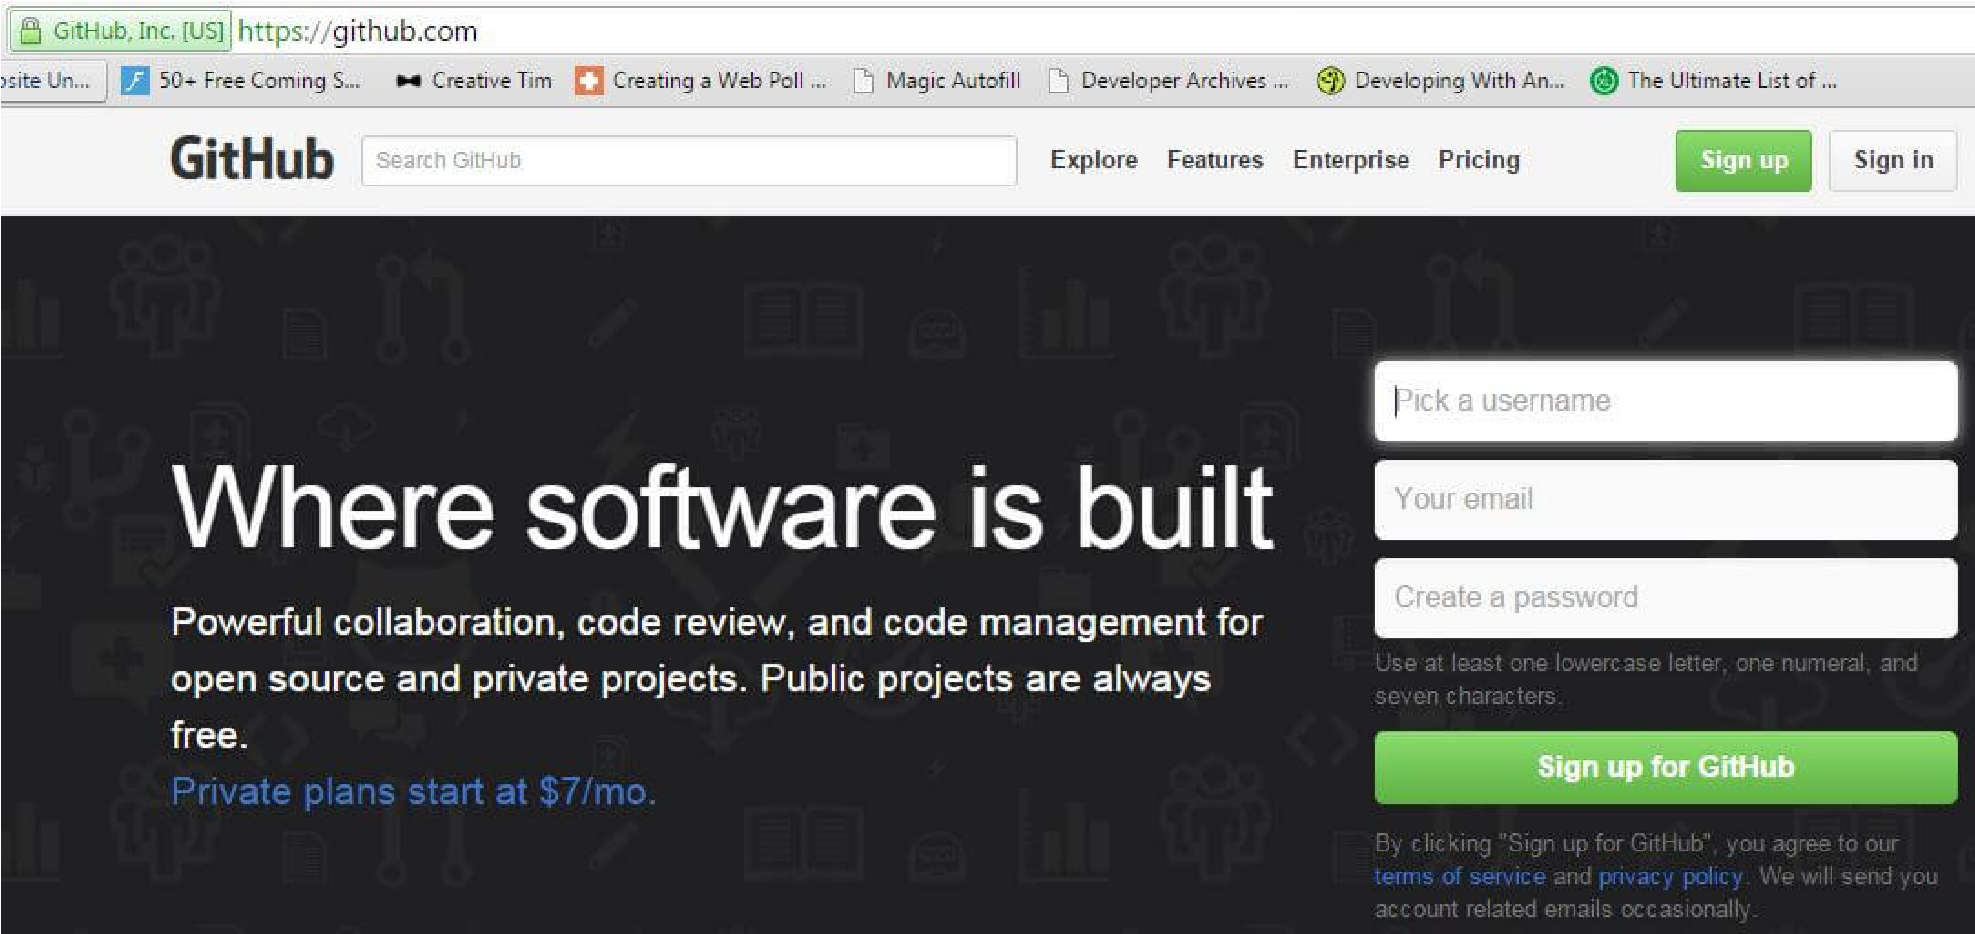 GitHub, Inc. [US] https://github.com
site Un... 50+ Free Coming S... Creative Tim Creating a Web Poll ... Magic Autofill Developer Archives ... Developing With An... The Ultimate List of ...
GitHub Search GitHub Explore Features Enterprise Pricing Sign up Sign in
Where software is built
Powerful collaboration, code review, and code management for
open source and private projects. Public projects are always
free.
Private plans start at $7/mo.
Pick a username
Your email
Create a password
Use at least one lowercase letter, one numeral, and
seven characters.
Sign up for GitHub
By clicking "Sign up for GitHub", you agree to our
terms of service and privacy policy. We will send you
account related emails occasionally.